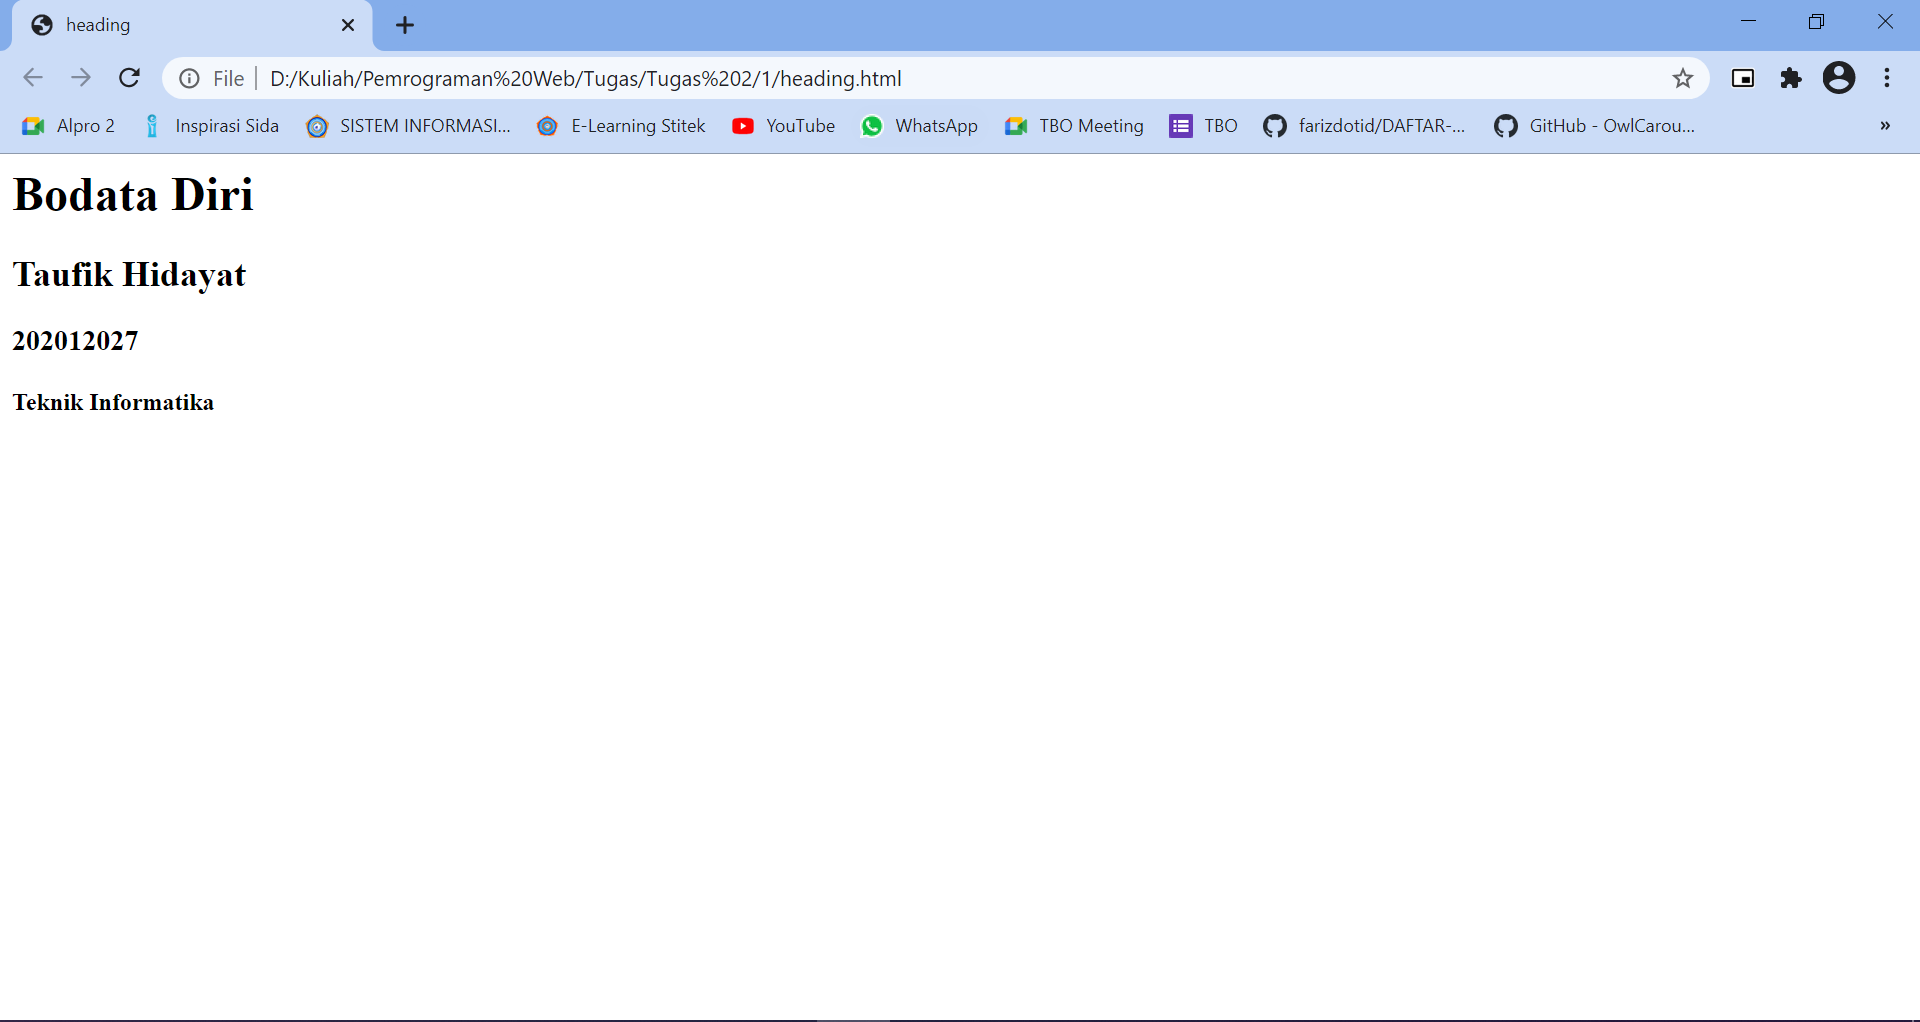 heading
File D:/Kuliah/Pemrograman%20Web/Tugas/Tugas%202/1/heading.html
Alpro 2 Inspirasi Sida SISTEM INFORMASI... E-Learning Stitek YouTube WhatsApp TBO Meeting TBO farizdotid/DAFTAR-... GitHub - OwlCarou... »
Bodata Diri
Taufik Hidayat
202012027
Teknik Informatika